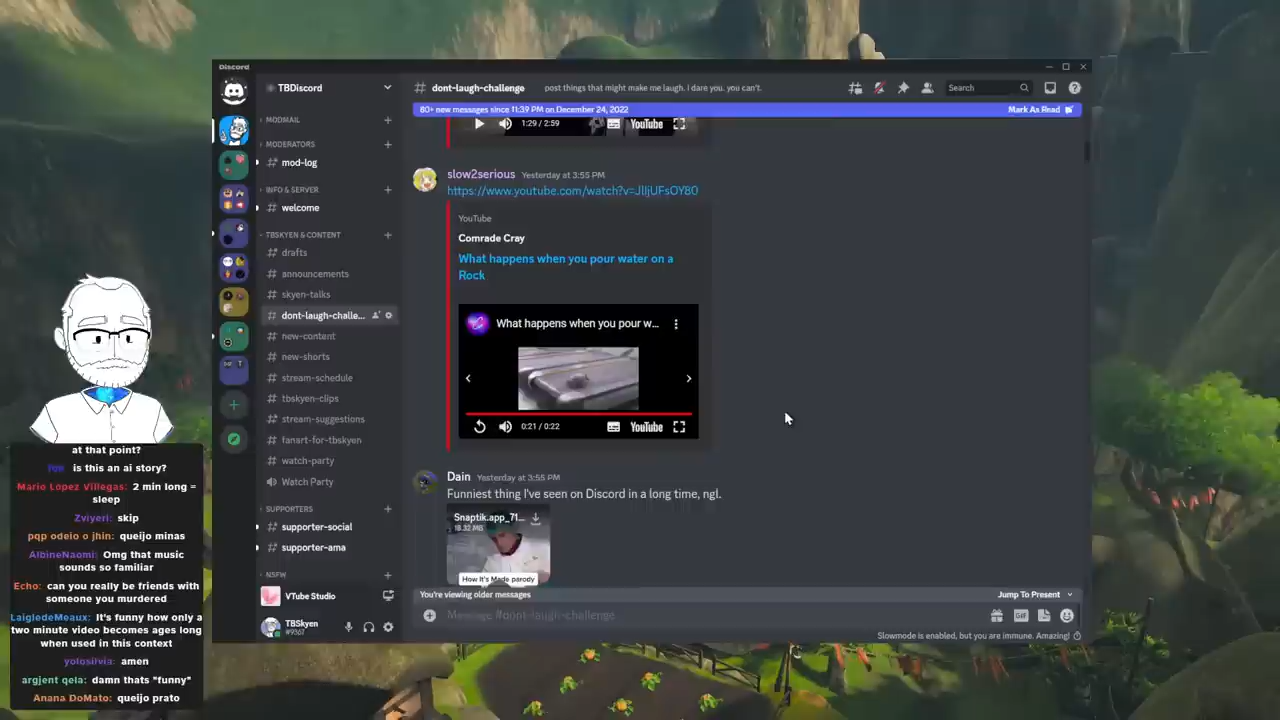 Discord
TBDiscord
# dont-laugh-challenge
post things that might make me laugh. i dare you. you can't.
Search
80+ new messages since 11:39 PM on December 24, 2022
Mark As Read
MODMAIL
MODERATORS
# mod-log
INFO & SERVER
# welcome
TBSKYEN & CONTENT
# drafts
# announcements
# skyen-talks
# dont-laugh-challe...
# new-content
# new-shorts
# stream-schedule
# tbskyen-clips
# stream-suggestions
# fanart-for-tbskyen
# watch-party
Watch Party
SUPPORTERS
# supporter-social
# supporter-ama
NSFW
VTube Studio
TBSkyen
#9367
1:29 / 2:59
YouTube
slow2serious Yesterday at 3:55 PM
https://www.youtube.com/watch?v=JlIjUFsOY80
YouTube
Comrade Cray
What happens when you pour water on a
Rock
What happens when you pour w...
0:21 / 0:22
YouTube
Dain Yesterday at 3:55 PM
Funniest thing I've seen on Discord in a long time, ngl.
Snaptik.app_71...
18.32 MB
How It's Made parody
You're viewing older messages
Jump To Present
Message #dont-laugh-challenge
GIF
Slowmode is enabled, but you are immune. Amazing!
at that point?
is this an ai story?
Mario Lopez Villegas: 2 min long =
sleep
Zviyeri: skip
pqp odeio o jhin: queijo minas
AlbineNaomi: Omg that music
sounds so familiar
Echo: can you really be friends with
someone you murdered
LaigledeMeaux: It's funny how only a
two minute video becomes ages long
when used in this context
yolosilvia: amen
argjent qela: damn thats "funny"
Anana DoMato: queijo prato